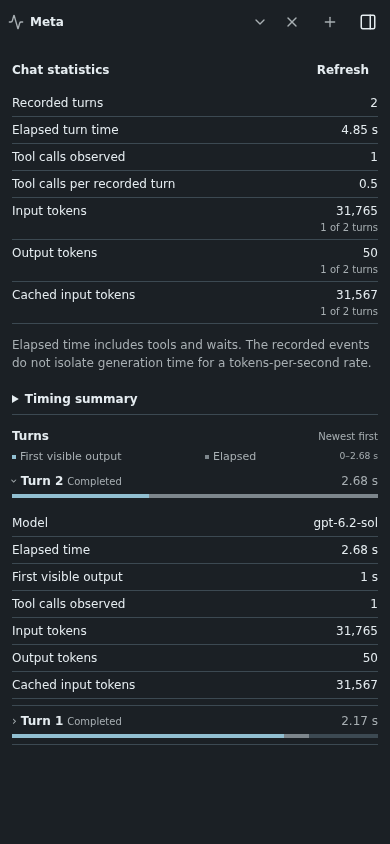 Meta
Chat statistics Refresh
Recorded turns 2
Elapsed turn time 4.85 s
Tool calls observed 1
Tool calls per recorded turn 0.5
Input tokens 31,765
1 of 2 turns
Output tokens 50
1 of 2 turns
Cached input tokens 31,567
1 of 2 turns
Elapsed time includes tools and waits. The recorded events
do not isolate generation time for a tokens-per-second rate.
Timing summary
Turns Newest first
First visible output Elapsed 0–2.68 s
Turn 2 Completed 2.68 s
Model gpt-6.2-sol
Elapsed time 2.68 s
First visible output 1 s
Tool calls observed 1
Input tokens 31,765
Output tokens 50
Cached input tokens 31,567
Turn 1 Completed 2.17 s